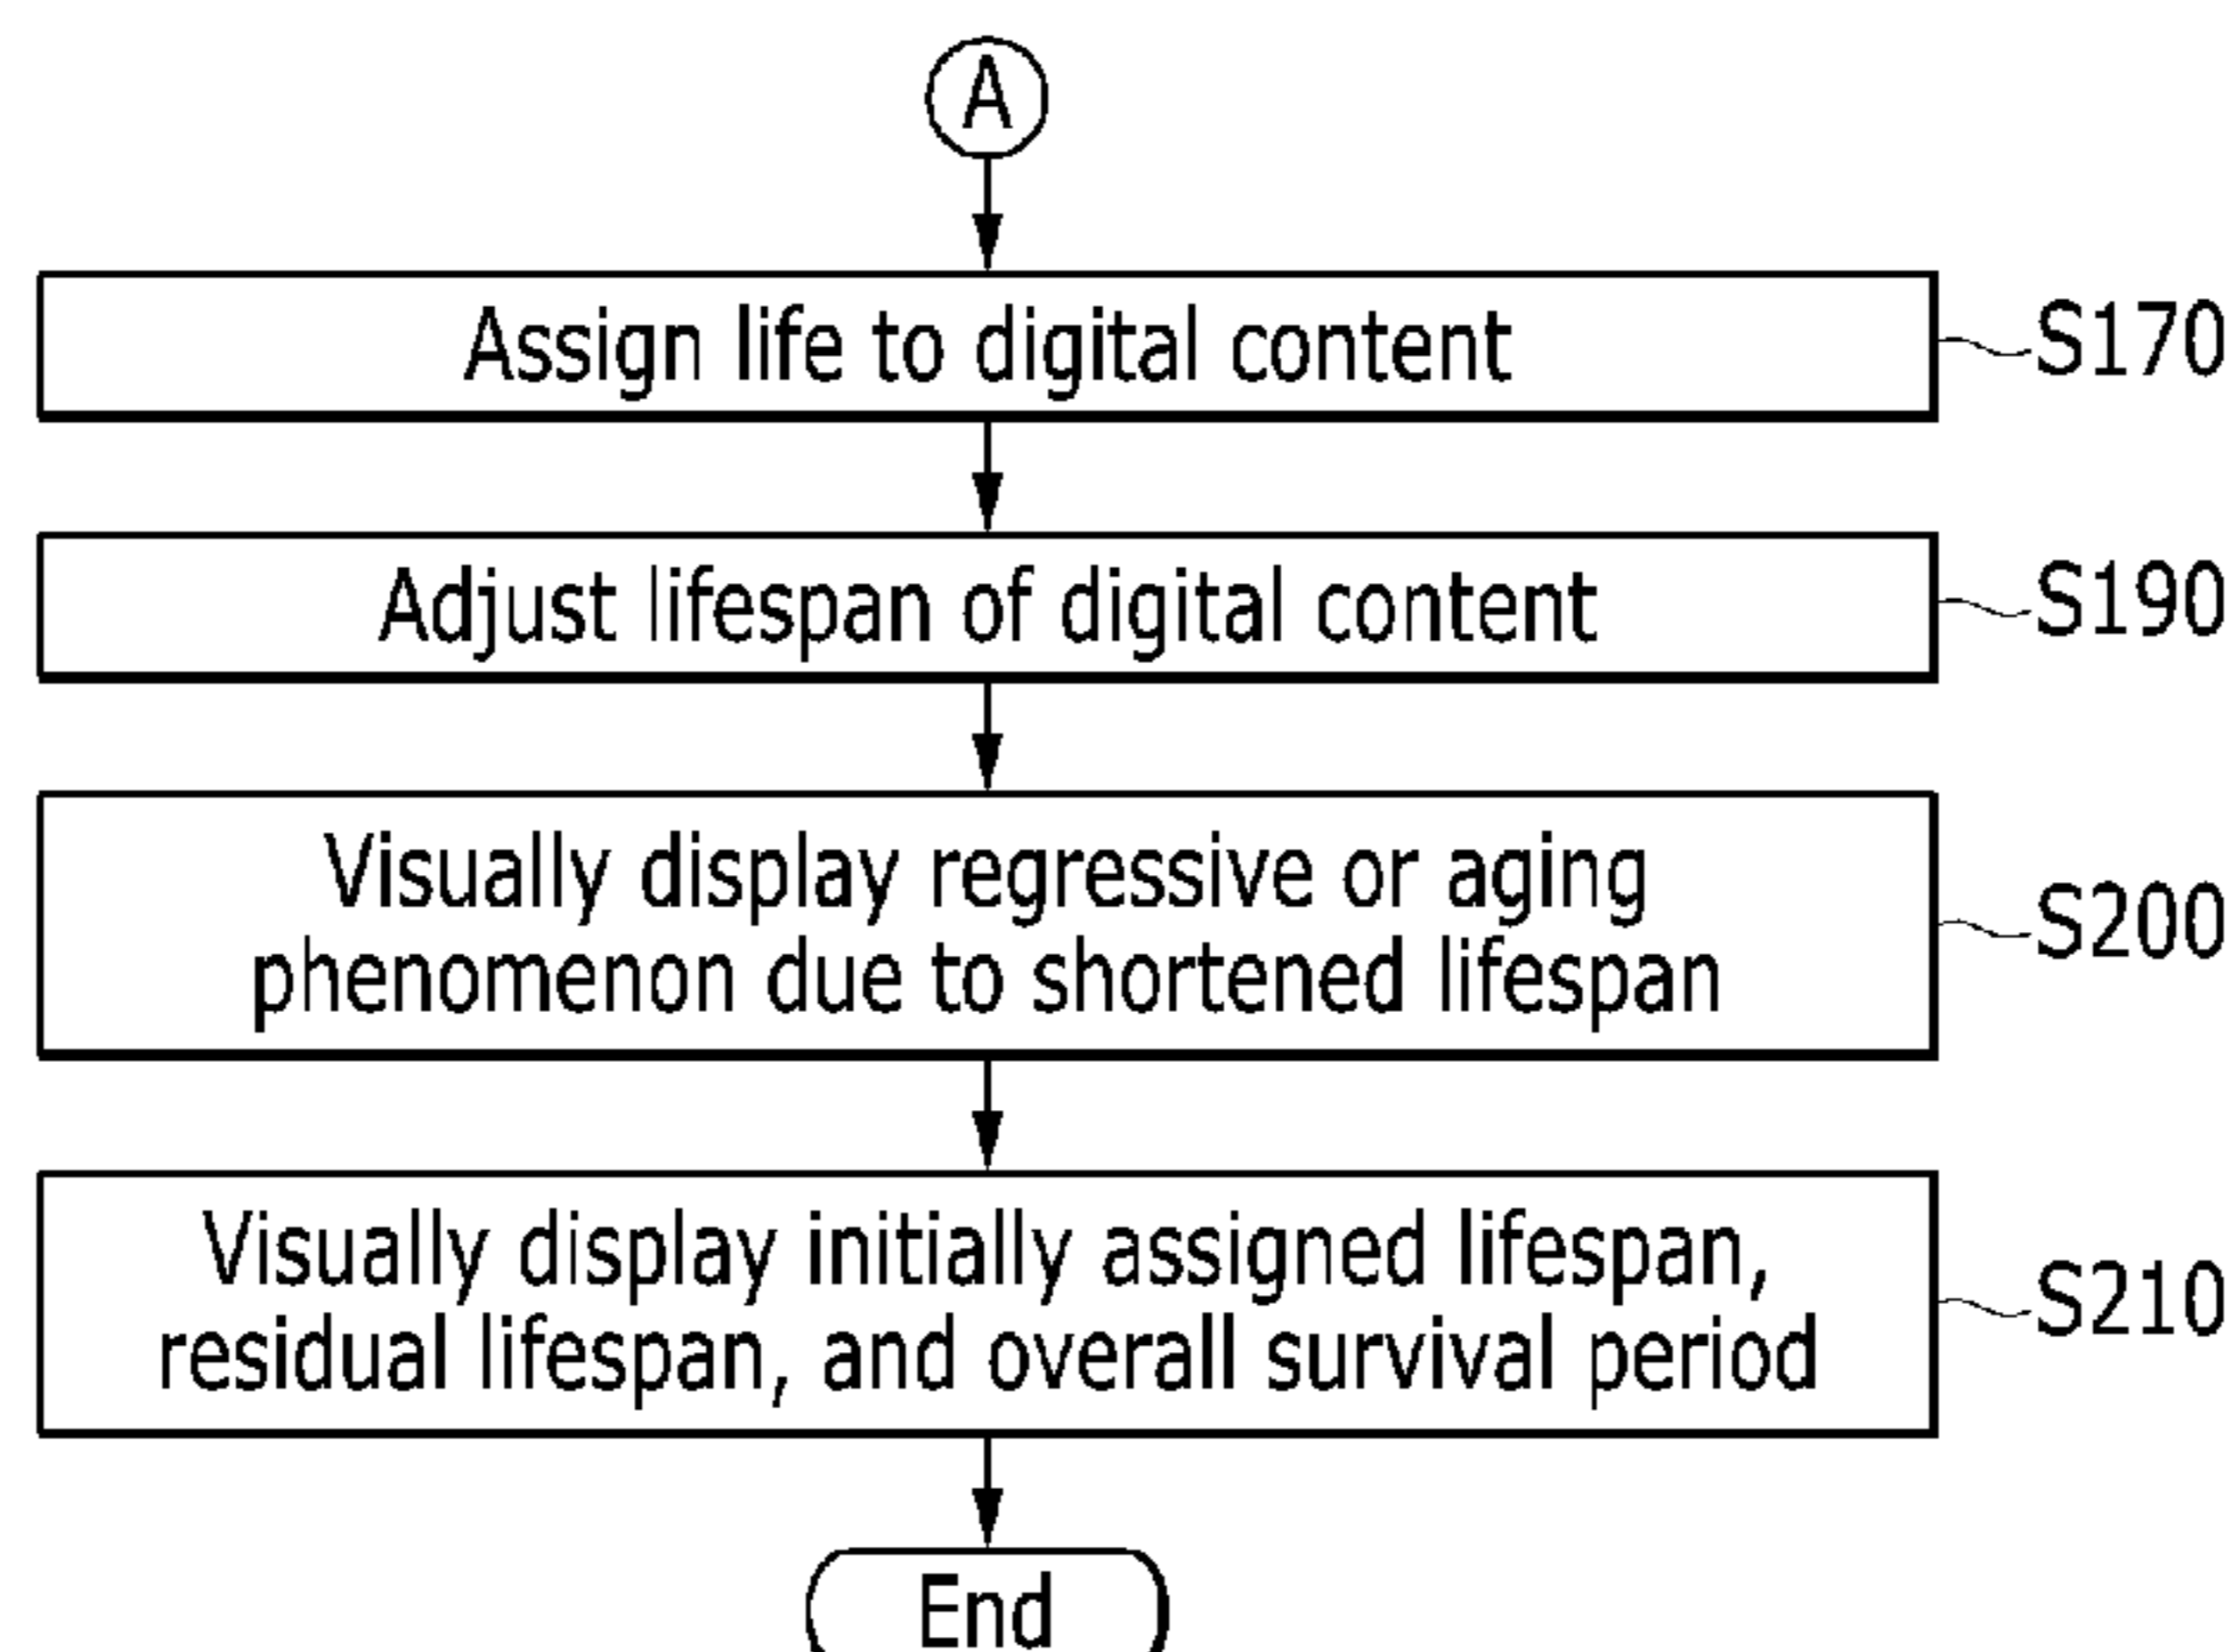 A
Assign life to digital content
S170
Adjust lifespan of digital content
S190
Visually display regressive or aging
phenomenon due to shortened lifespan
S200
Visually display initially assigned lifespan,
residual lifespan, and overall survival period
S210
End